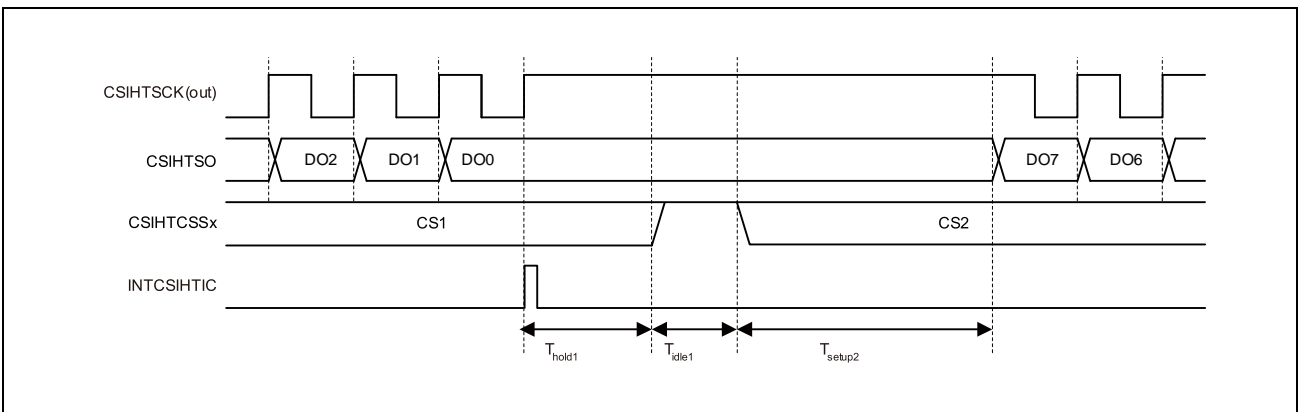 CSIHTSCK(out)
CSIHTSO DO2 DO1 DO0 DO7 DO6
CSIHTCSSx CS1 CS2
INTCSIHTIC
Thold1 Tidle1 Tsetup2